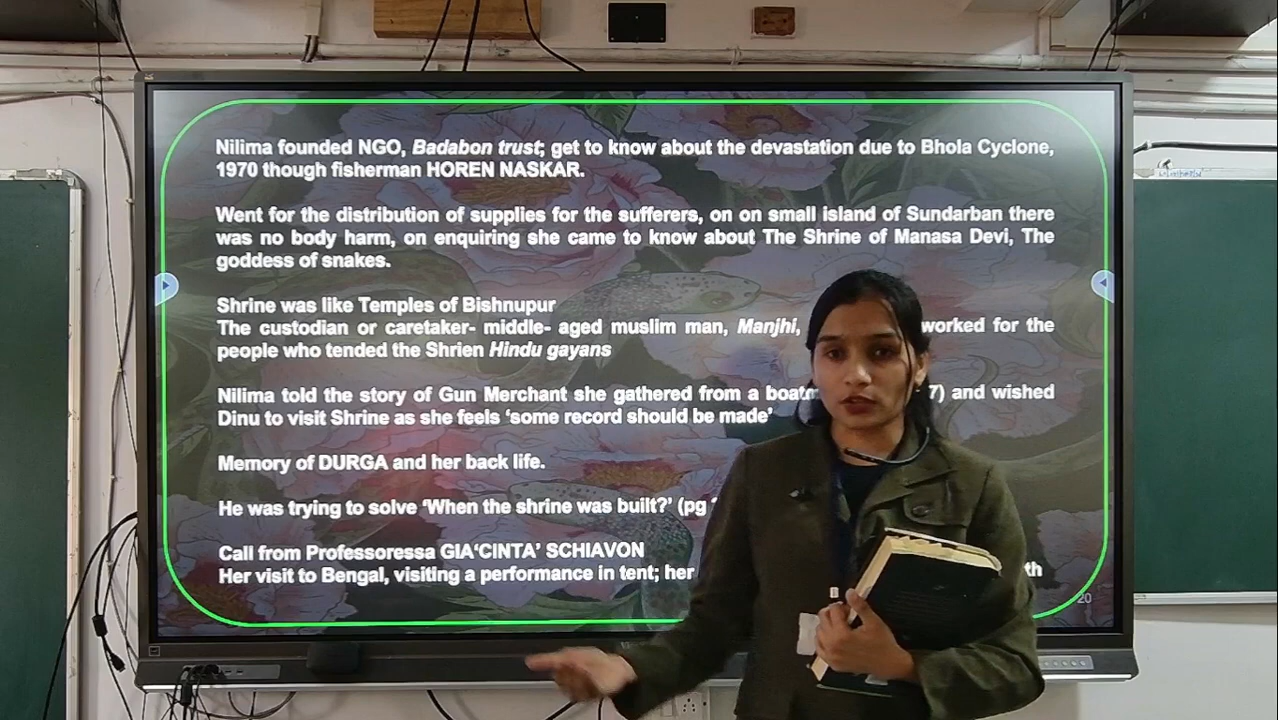 Nilima founded NGO, Badabon trust; get to know about the devastation due to Bhola Cyclone,
1970 though fisherman HOREN NASKAR.
Went for the distribution of supplies for the sufferers, on on small island of Sundarban there
was no body harm, on enquiring she came to know about The Shrine of Manasa Devi, The
goddess of snakes.
Shrine was like Temples of Bishnupur
The custodian or caretaker- middle- aged muslim man, Manjhi, worked for the
people who tended the Shrien Hindu gayans
Nilima told the story of Gun Merchant she gathered from a 7) and wished
Dinu to visit Shrine as she feels ‘some record should be made’
Memory of DURGA and her back life.
He was trying to solve ‘When the shrine was built?’ (pg
Call from Professoressa GIA‘CINTA’ SCHIAVON
Her visit to Bengal, visiting a performance in tent; her
20